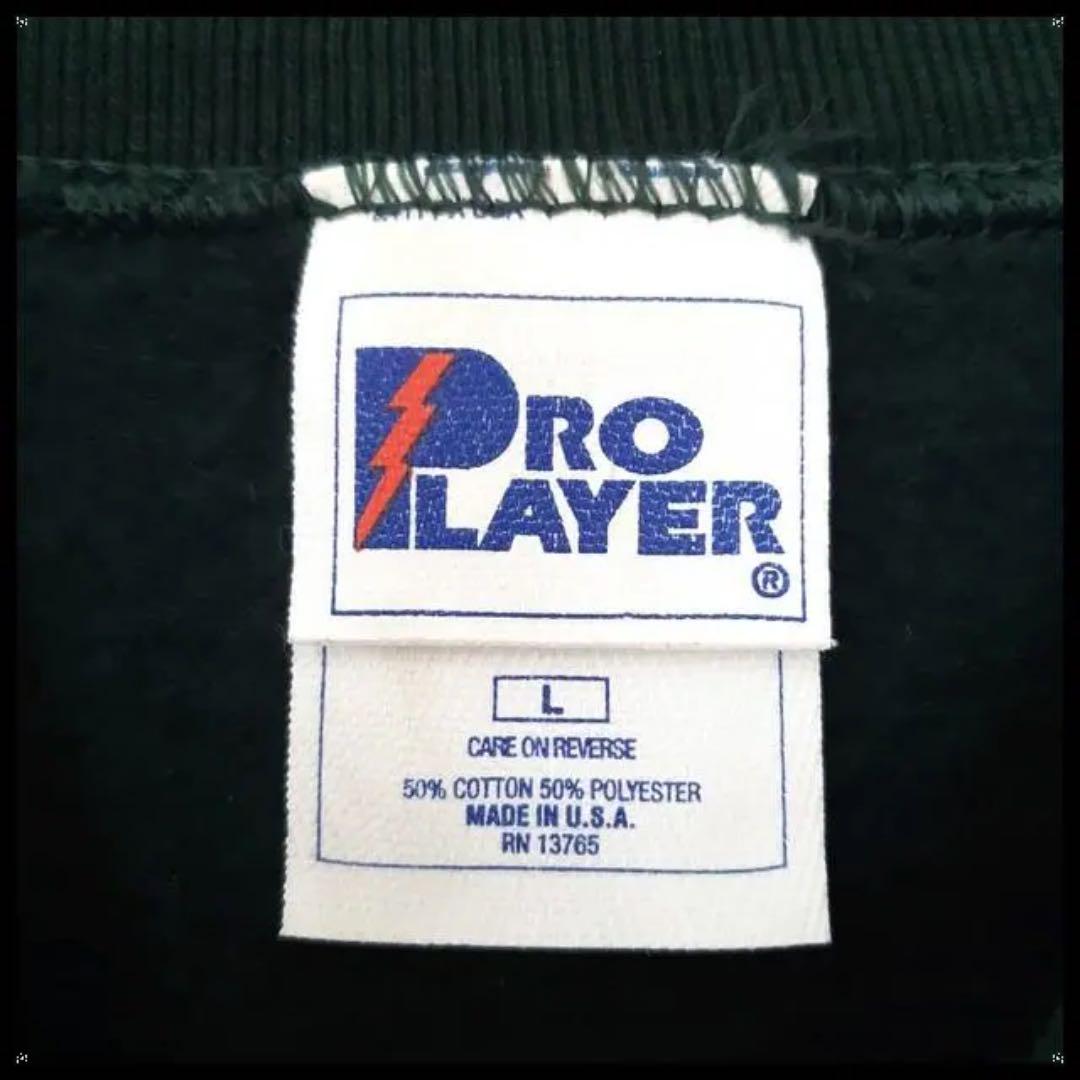 PRO
PLAYER
®
L
CARE ON REVERSE
50% COTTON 50% POLYESTER
MADE IN U.S.A.
RN 13765